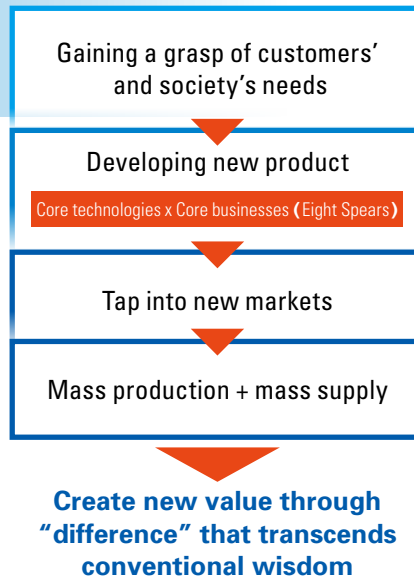 Gaining a grasp of customers’
and society’s needs
Developing new product
Core technologies x Core businesses (Eight Spears)
Tap into new markets
Mass production + mass supply
Create new value through
“difference” that transcends
conventional wisdom